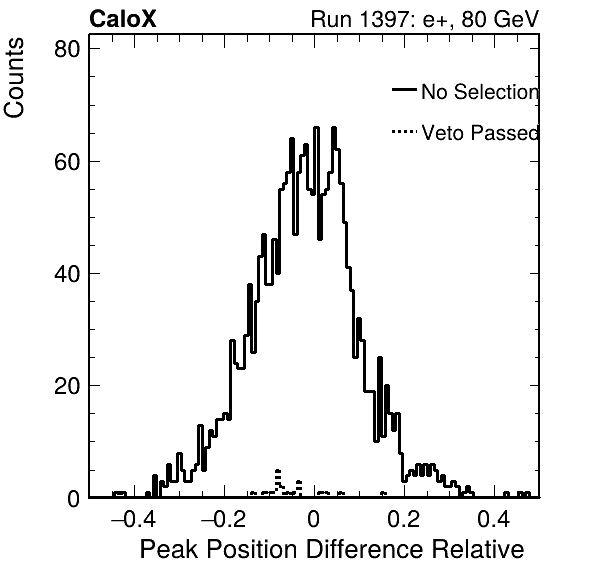 CaloX Run 1397: e+, 80 GeV
Counts
80
No Selection
Veto Passed
60
40
20
0
−0.4 −0.2 0 0.2 0.4
Peak Position Difference Relative